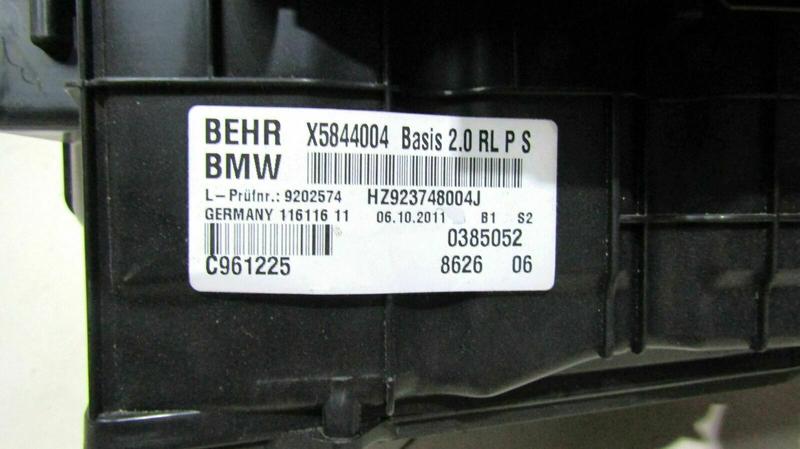 BEHR X5844004 Basis 2.0 RL P S
BMW
L-Prüfnr.: 9202574 HZ923748004J
GERMANY 116116 11 06.10.2011 B1 S2
0385052
C961225 8626 06